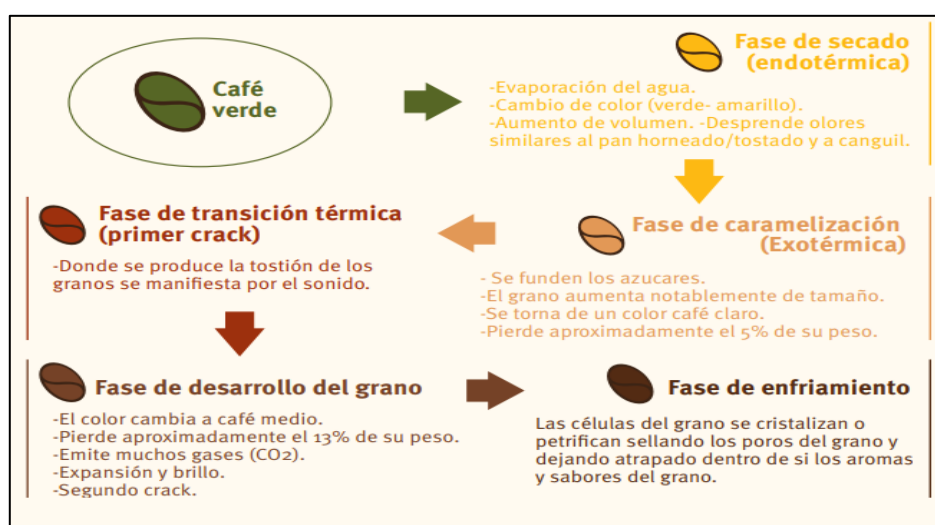 Café
verde
Fase de secado
(endotérmica)
-Evaporación del agua.
-Cambio de color (verde- amarillo).
-Aumento de volumen. -Desprende olores
similares al pan horneado/tostado y a canguil.
Fase de caramelización
(Exotérmica)
- Se funden los azucares.
-El grano aumenta notablemente de tamaño.
-Se torna de un color café claro.
-Pierde aproximadamente el 5% de su peso.
Fase de transición térmica
(primer crack)
-Donde se produce la tostión de los
granos se manifiesta por el sonido.
Fase de desarrollo del grano
-El color cambia a café medio.
-Pierde aproximadamente el 13% de su peso.
-Emite muchos gases (CO2).
-Expansión y brillo.
-Segundo crack.
Fase de enfriamiento
Las células del grano se cristalizan o
petrifican sellando los poros del grano y
dejando atrapado dentro de si los aromas
y sabores del grano.